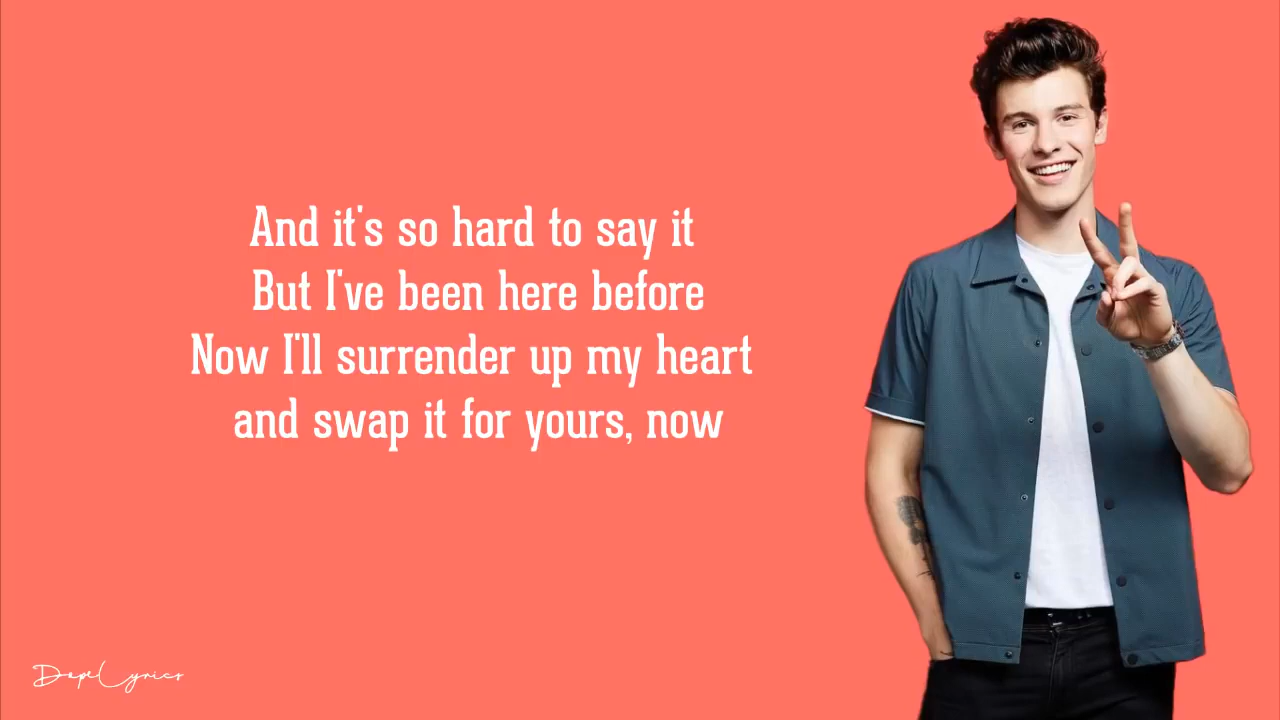 And it's so hard to say it
But I've been here before
Now I'll surrender up my heart
and swap it for yours, now
DopeLyrics